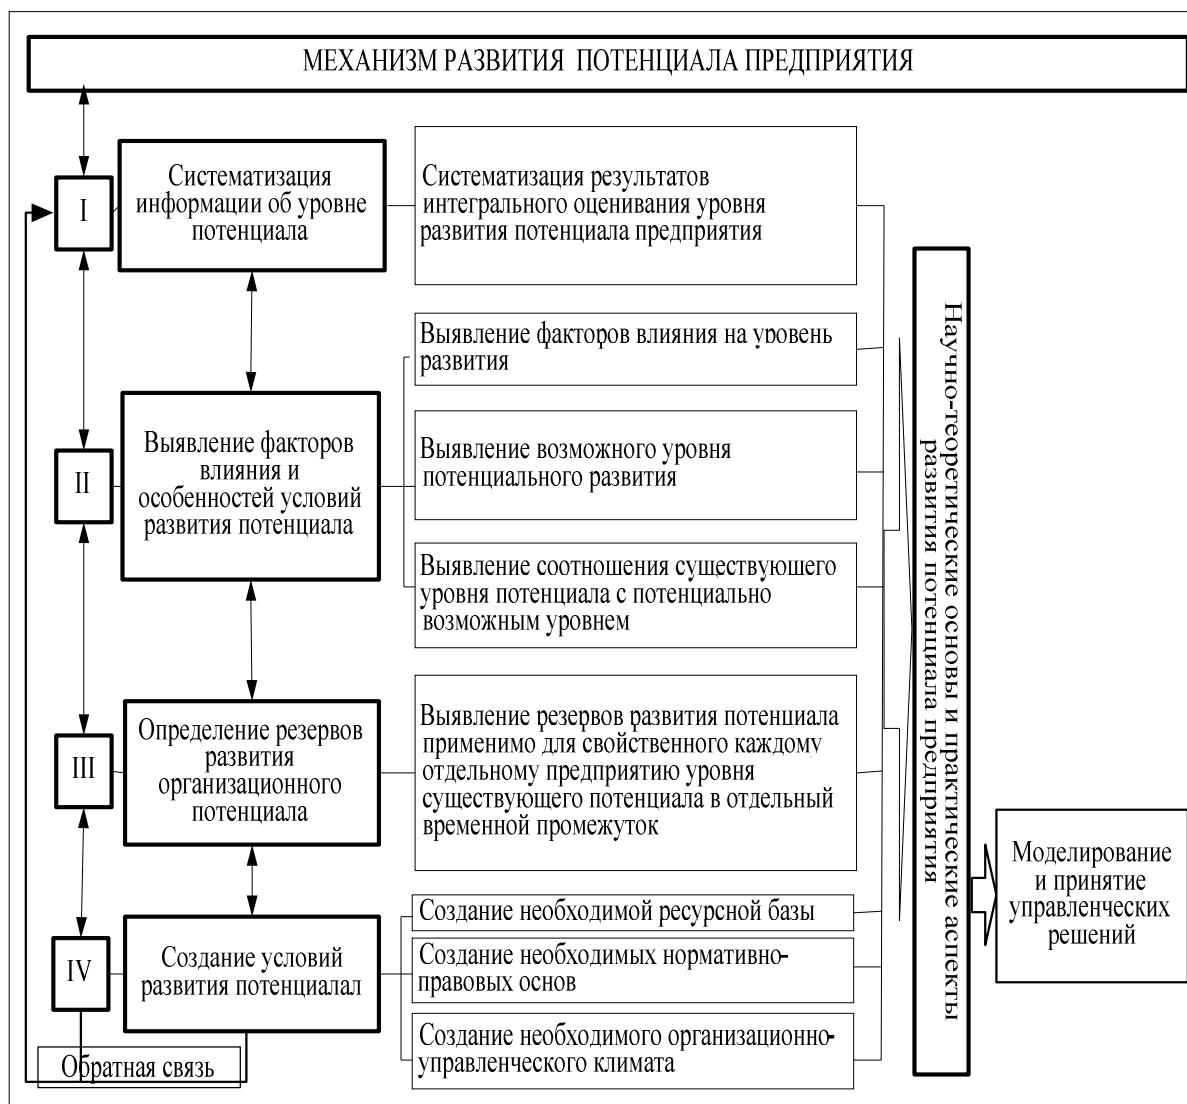 МЕХАНИЗМ РАЗВИТИЯ ПОТЕНЦИАЛА ПРЕДПРИЯТИЯ
I
Систематизация
информации об уровне
потенциала
Систематизация результатов
интегрального оценивания уровня
развития потенциала предприятия
Выявление факторов влияния на уровень
развития
II
Выявление факторов
влияния и
особенностей условий
развития потенциала
Выявление возможного уровня
потенциального развития
Выявление соотношения существуюшего
уровня потенциала с потенциально
возможным уровнем
III
Определение резервов
развития
организационного
потенциала
Выявление резервов развития потенциала
применимо для свойственного каждому
отдельному предприятию уровня
существующего потенциала в отдельный
временной промежуток
IV
Создание условий
развития потенциалал
Создание необходимой ресурсной базы
Создание необходимых нормативно-
правовых основ
Создание необходимого организационно-
управленческого климата
Обратная связь
Научно-теоретические основы и практические аспекты
развития потенциала предприятия
Моделирование
и принятие
управленческих
решений